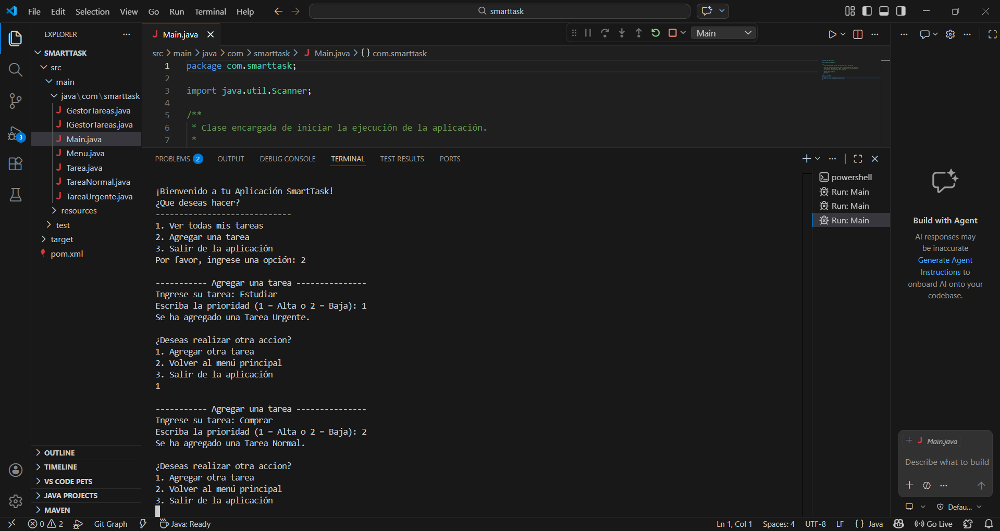 File Edit Selection View Go Run Terminal Help
smarttask
EXPLORER
SMARTTASK
src
main
java\com\smarttask
GestorTareas.java
IGestorTareas.java
Main.java
Menu.java
Tarea.java
TareaNormal.java
TareaUrgente.java
resources
test
target
pom.xml
OUTLINE
TIMELINE
VS CODE PETS
JAVA PROJECTS
MAVEN
3
Main.java
Main
src > main > java > com > smarttask > Main.java > {} com.smarttask
1 package com.smarttask;
2
3 import java.util.Scanner;
4
5 /**
6 * Clase encargada de iniciar la ejecución de la aplicación.
7 *
PROBLEMS 2 OUTPUT DEBUG CONSOLE TERMINAL TEST RESULTS PORTS
¡Bienvenido a tu Aplicación SmartTask!
¿Que deseas hacer?
-----------------------------
1. Ver todas mis tareas
2. Agregar una tarea
3. Salir de la aplicación
Por favor, ingrese una opción: 2
----------- Agregar una tarea ---------------
Ingrese su tarea: Estudiar
Escriba la prioridad (1 = Alta o 2 = Baja): 1
Se ha agregado una Tarea Urgente.
¿Deseas realizar otra accion?
1. Agregar otra tarea
2. Volver al menú principal
3. Salir de la aplicación
1
----------- Agregar una tarea ---------------
Ingrese su tarea: Comprar
Escriba la prioridad (1 = Alta o 2 = Baja): 2
Se ha agregado una Tarea Normal.
¿Deseas realizar otra accion?
1. Agregar otra tarea
2. Volver al menú principal
3. Salir de la aplicación
powershell
Run: Main
Run: Main
Run: Main
Build with Agent
AI responses may
be inaccurate
Generate Agent
Instructions to
onboard AI onto your
codebase.
+ Main.java
Describe what to build
Defau...
0 2 Git Graph Java: Ready
Ln 1, Col 1 Spaces: 4 UTF-8 LF {} Java Go Live